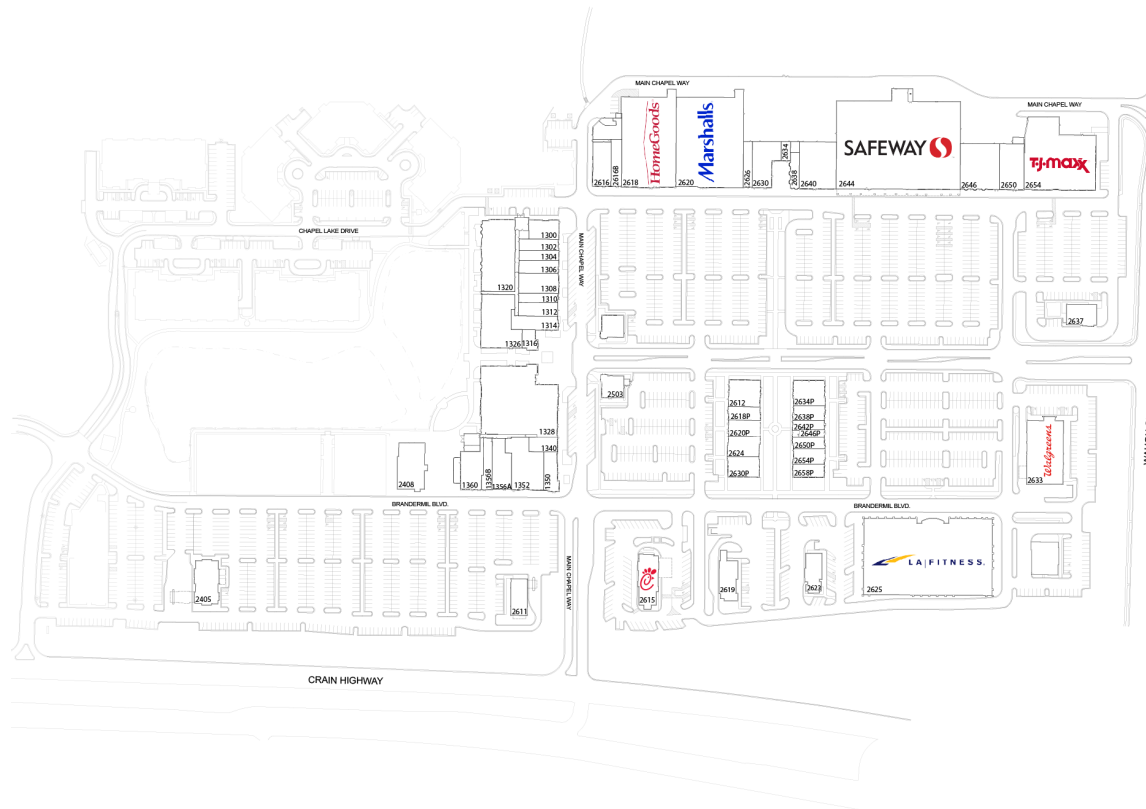 MAIN CHAPEL WAY
MAIN CHAPEL WAY
HomeGoods
Marshalls
SAFEWAY
T.J.maxx
2616
2616B
2618
2620
2626
2630
2634
2638
2640
2644
2646
2650
2654
CHAPEL LAKE DRIVE
MAIN CHAPEL WAY
1300
1302
1304
1306
1320
1308
1310
1312
1314
1326
1316
2637
2503
2612
2618P
2620P
2624
2630P
2634P
2638P
2642P
2646P
2650P
2654P
2658P
Walgreens
2633
1328
1340
2408
1360
1356B
1356A
1352
1350
BRANDERMIL BLVD.
BRANDERMIL BLVD.
MAIN CHAPEL WAY
2405
2611
2615
2619
2623
LA|FITNESS.
2625
CRAIN HIGHWAY